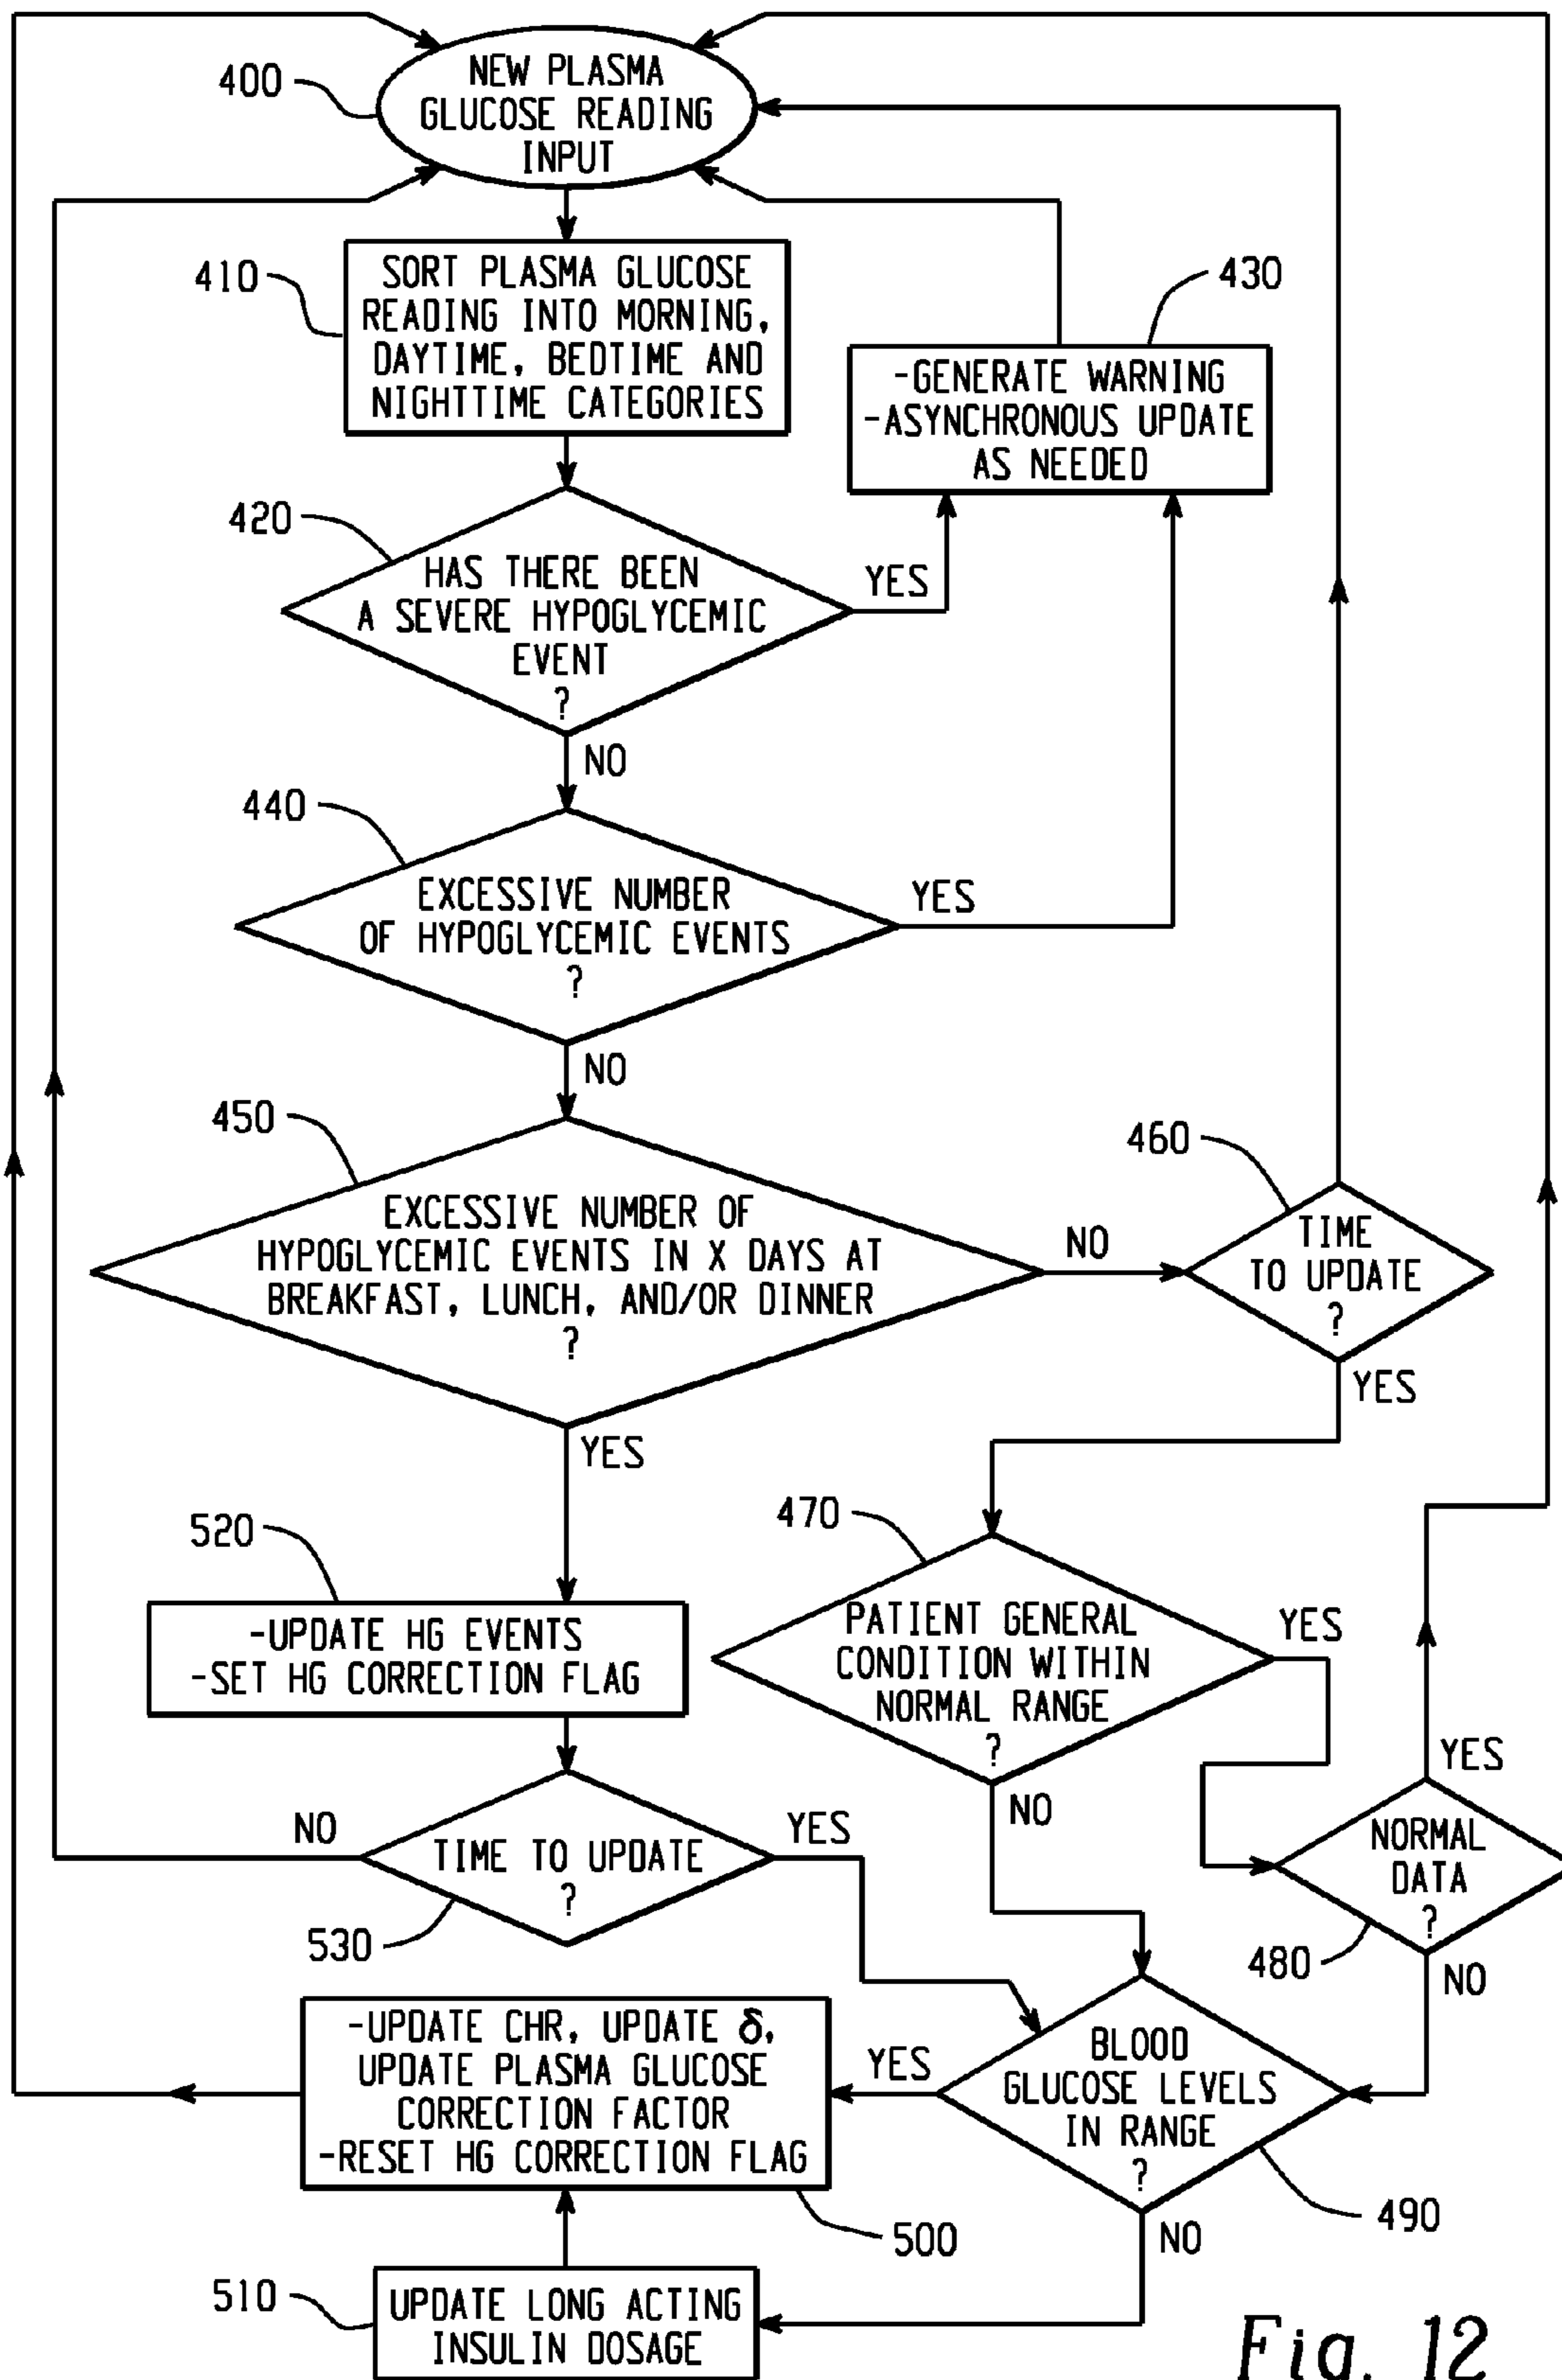 NEW PLASMA
GLUCOSE READING
INPUT
400
SORT PLASMA GLUCOSE
READING INTO MORNING,
DAYTIME, BEDTIME AND
NIGHTTIME CATEGORIES
410
430
-GENERATE WARNING
-ASYNCHRONOUS UPDATE
AS NEEDED
420
HAS THERE BEEN
A SEVERE HYPOGLYCEMIC
EVENT
?
YES
NO
440
EXCESSIVE NUMBER
OF HYPOGLYCEMIC EVENTS
?
YES
NO
450
EXCESSIVE NUMBER OF
HYPOGLYCEMIC EVENTS IN X DAYS AT
BREAKFAST, LUNCH, AND/OR DINNER
?
NO
YES
460
TIME
TO UPDATE
?
YES
470
PATIENT GENERAL
CONDITION WITHIN
NORMAL RANGE
?
YES
NO
520
-UPDATE HG EVENTS
-SET HG CORRECTION FLAG
NO
TIME TO UPDATE
?
YES
530
YES
NORMAL
DATA
?
480
NO
-UPDATE CHR, UPDATE δ,
UPDATE PLASMA GLUCOSE
CORRECTION FACTOR
-RESET HG CORRECTION FLAG
500
YES
BLOOD
GLUCOSE LEVELS
IN RANGE
?
490
NO
510
UPDATE LONG ACTING
INSULIN DOSAGE
Fig. 12